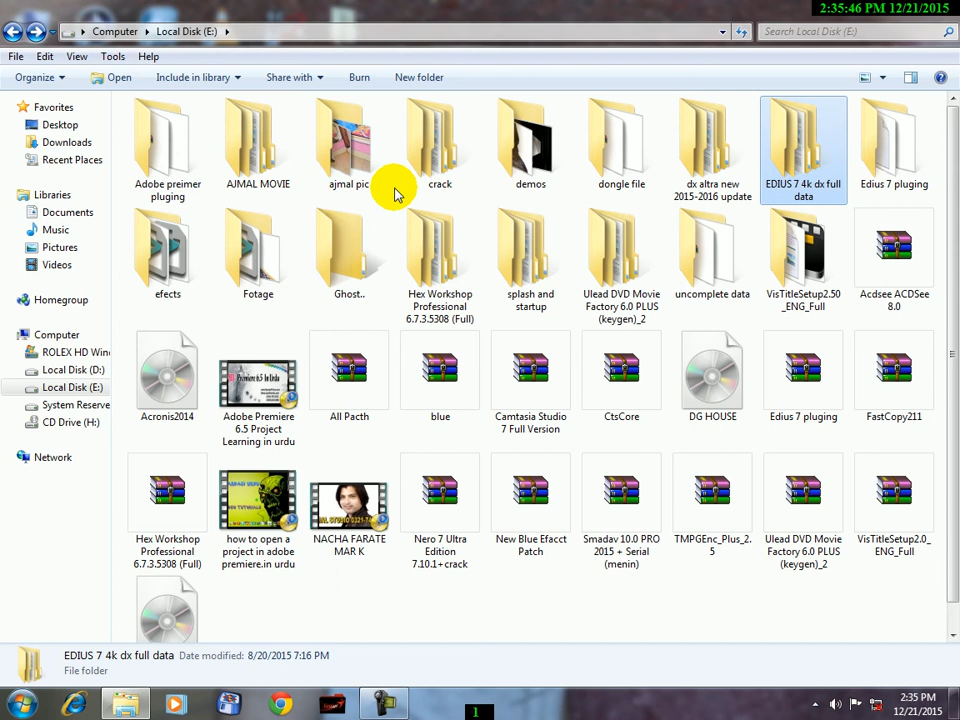 2:35:46 PM 12/21/2015
Computer
Local Disk (E:)
Search Local Disk (E:)
File
Edit
View
Tools
Help
Organize
Open
Include in library
Share with
Burn
New folder
Favorites
Desktop
Downloads
Recent Places
Libraries
Documents
Music
Pictures
Videos
Homegroup
Computer
ROLEX HD Win
Local Disk (D:)
Local Disk (E:)
System Reserve
CD Drive (H:)
Network
Adobe preimer
pluging
AJMAL MOVIE
ajmal pic
crack
demos
dongle file
dx altra new
2015-2016 update
EDIUS 7 4k dx full
data
Edius 7 pluging
efects
Fotage
Ghost..
Hex Workshop
Professional
6.7.3.5308 (Full)
splash and
startup
Ulead DVD Movie
Factory 6.0 PLUS
(keygen)_2
uncomplete data
VisTitleSetup2.50
_ENG_Full
Acdsee ACDSee
8.0
Acronis2014
Adobe Premiere
6.5 Project
Learning in urdu
All Pacth
blue
Camtasia Studio
7 Full Version
CtsCore
DG HOUSE
Edius 7 pluging
FastCopy211
Hex Workshop
Professional
6.7.3.5308 (Full)
how to open a
project in adobe
premiere.in urdu
NACHA FARATE
MAR K
Nero 7 Ultra
Edition
7.10.1+crack
New Blue Efacct
Patch
Smadav 10.0 PRO
2015 + Serial
(menin)
TMPGEnc_Plus_2.
5
Ulead DVD Movie
Factory 6.0 PLUS
(keygen)_2
VisTitleSetup2.0_
ENG_Full
EDIUS 7 4k dx full data
Date modified: 8/20/2015 7:16 PM
File folder
1
2:35 PM
12/21/2015